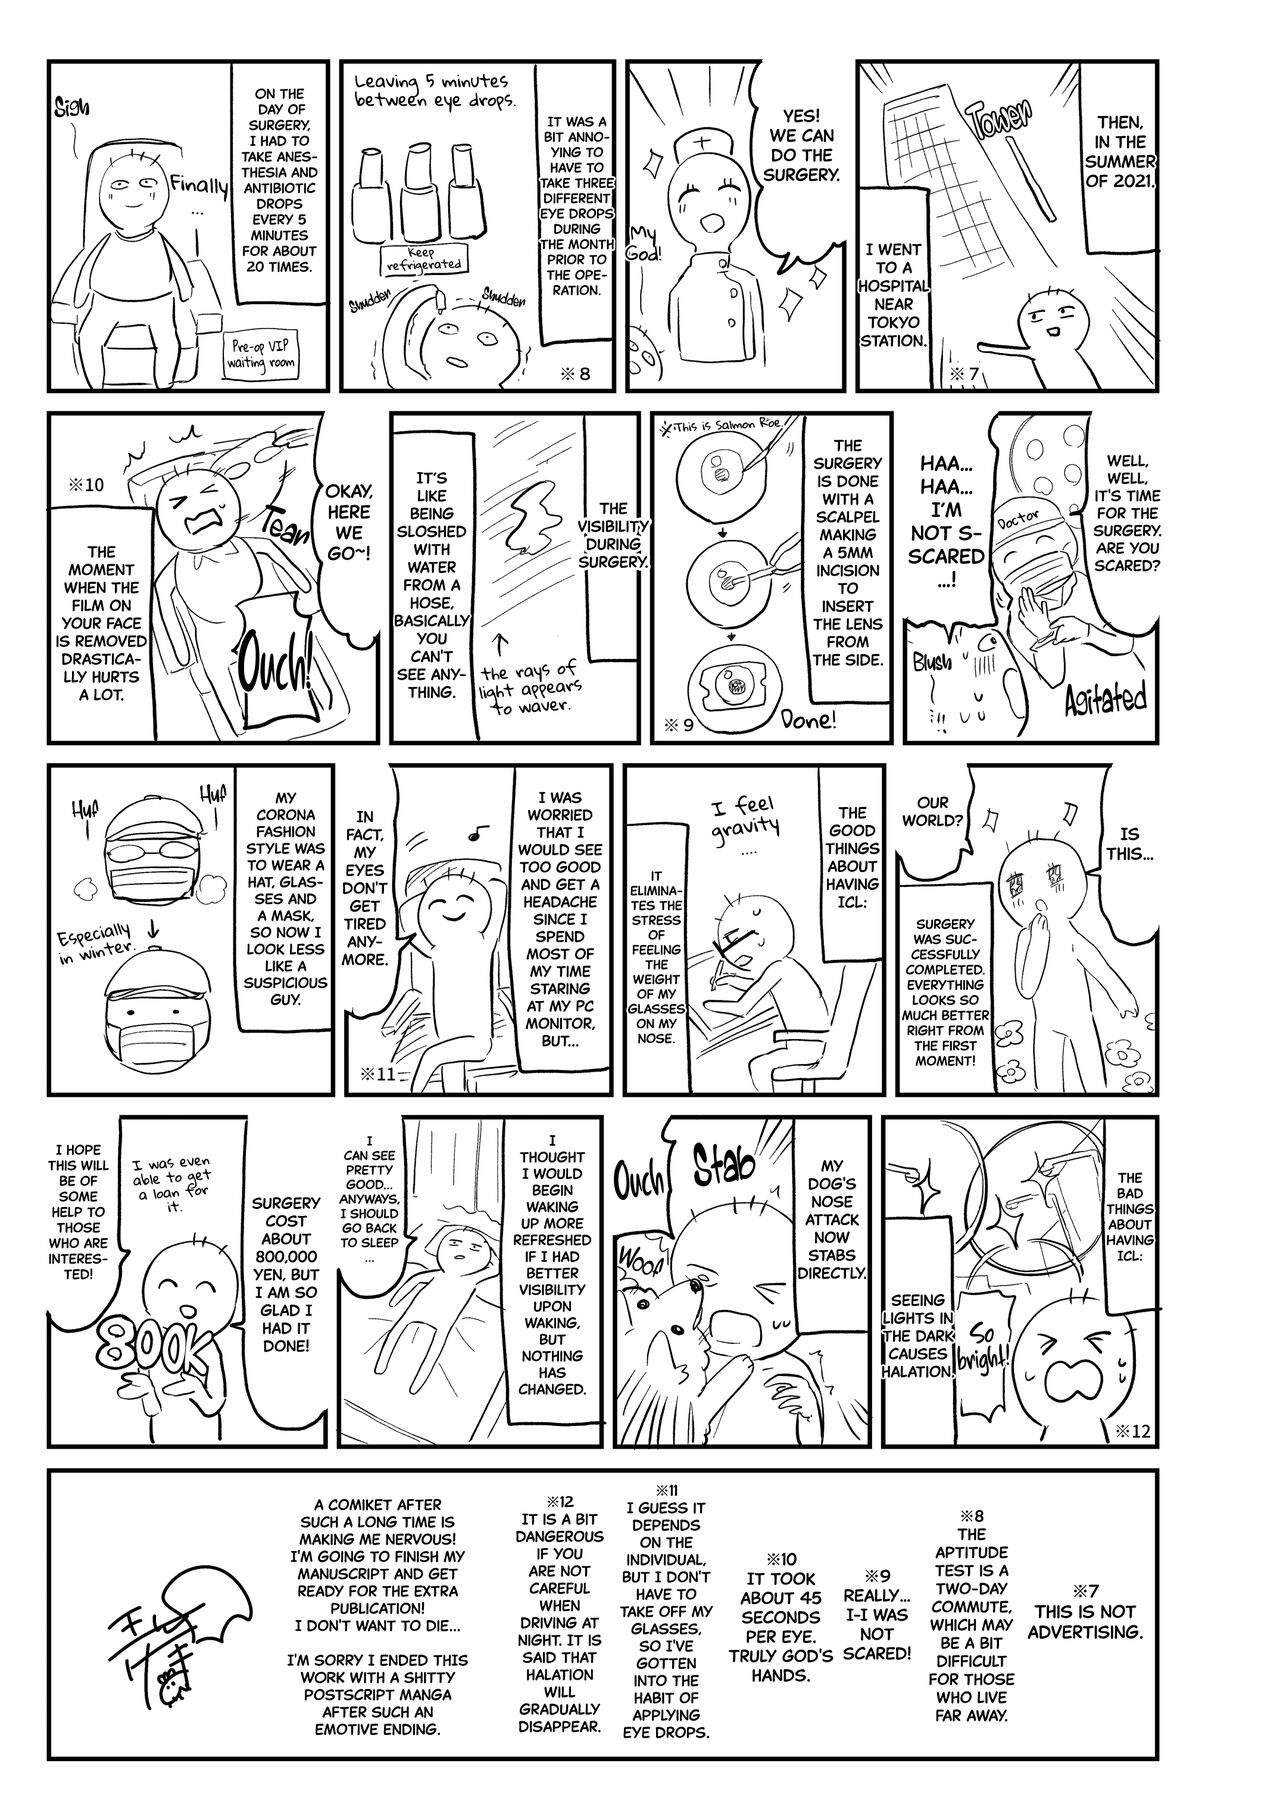 THEN,
IN THE
SUMMER
OF 2021.
Tower
I WENT
TO A
HOSPITAL
NEAR
TOKYO
STATION.
※7
YES!
WE CAN
DO THE
SURGERY.
My
God!
IT WAS A
BIT ANNO-
YING TO
HAVE TO
TAKE THREE
DIFFERENT
EYE DROPS
DURING
THE MONTH
PRIOR TO
THE OPE-
RATION.
Leaving 5 minutes
between eye drops.
Keep
refrigerated
Shudder
Shudder
※8
ON THE
DAY OF
SURGERY,
I HAD TO
TAKE ANES-
THESIA AND
ANTIBIOTIC
DROPS
EVERY 5
MINUTES
FOR ABOUT
20 TIMES.
Sigh
Finally
...
Pre-op VIP
waiting room
WELL,
WELL,
IT'S TIME
FOR THE
SURGERY.
ARE YOU
SCARED?
Doctor
HAA...
HAA...
I'M
NOT S-
SCARED
...!
Blush
Agitated
THE
SURGERY
IS DONE
WITH A
SCALPEL
MAKING
A 5MM
INCISION
TO
INSERT
THE LENS
FROM
THE SIDE.
※This is Salmon Roe.
Done!
※9
THE
VISIBILITY
DURING
SURGERY.
the rays of
light appears
to waver.
IT'S
LIKE
BEING
SLOSHED
WITH
WATER
FROM A
HOSE,
BASICALLY
YOU
CAN'T
SEE ANY-
THING.
OKAY,
HERE
WE
GO~!
Tear
Ouch!
※10
THE
MOMENT
WHEN THE
FILM ON
YOUR FACE
IS REMOVED
DRASTICA-
LLY HURTS
A LOT.
IS
THIS...
OUR
WORLD?
SURGERY
WAS SUC-
CESSFULLY
COMPLETED.
EVERYTHING
LOOKS SO
MUCH BETTER
RIGHT FROM
THE FIRST
MOMENT!
THE
GOOD
THINGS
ABOUT
HAVING
ICL:
I feel
gravity
....
IT
ELIMINA-
TES THE
STRESS
OF
FEELING
THE
WEIGHT
OF MY
GLASSES
ON MY
NOSE.
I WAS
WORRIED
THAT I
WOULD SEE
TOO GOOD
AND GET A
HEADACHE
SINCE I
SPEND
MOST OF
MY TIME
STARING
AT MY PC
MONITOR,
BUT...
IN
FACT,
MY
EYES
DON'T
GET
TIRED
ANY-
MORE.
※11
MY
CORONA
FASHION
STYLE WAS
TO WEAR A
HAT, GLAS-
SES AND
A MASK,
SO NOW I
LOOK LESS
LIKE A
SUSPICIOUS
GUY.
Huf
Huf
Especially
in winter.
THE
BAD
THINGS
ABOUT
HAVING
ICL:
SEEING
LIGHTS IN
THE DARK
CAUSES
HALATION.
So
bright!
※12
MY
DOG'S
NOSE
ATTACK
NOW
STABS
DIRECTLY.
Stab
Ouch
Woof
I
THOUGHT
I WOULD
BEGIN
WAKING
UP MORE
REFRESHED
IF I HAD
BETTER
VISIBILITY
UPON
WAKING,
BUT
NOTHING
HAS
CHANGED.
I
CAN SEE
PRETTY
GOOD...
ANYWAYS,
I SHOULD
GO BACK
TO SLEEP
...
SURGERY
COST
ABOUT
800,000
YEN, BUT
I AM SO
GLAD I
HAD IT
DONE!
I was even
able to get
a loan for
it.
800K
I HOPE
THIS WILL
BE OF
SOME
HELP TO
THOSE
WHO ARE
INTERES-
TED!
※7
THIS IS NOT
ADVERTISING.
※8
THE
APTITUDE
TEST IS A
TWO-DAY
COMMUTE,
WHICH MAY
BE A BIT
DIFFICULT
FOR THOSE
WHO LIVE
FAR AWAY.
※9
REALLY...
I-I WAS
NOT
SCARED!
※10
IT TOOK
ABOUT 45
SECONDS
PER EYE.
TRULY GOD'S
HANDS.
※11
I GUESS IT
DEPENDS
ON THE
INDIVIDUAL,
BUT I DON'T
HAVE TO
TAKE OFF MY
GLASSES,
SO I'VE
GOTTEN
INTO THE
HABIT OF
APPLYING
EYE DROPS.
※12
IT IS A BIT
DANGEROUS
IF YOU
ARE NOT
CAREFUL
WHEN
DRIVING AT
NIGHT. IT IS
SAID THAT
HALATION
WILL
GRADUALLY
DISAPPEAR.
A COMIKET AFTER
SUCH A LONG TIME IS
MAKING ME NERVOUS!
I'M GOING TO FINISH MY
MANUSCRIPT AND GET
READY FOR THE EXTRA
PUBLICATION!
I DON'T WANT TO DIE...
I'M SORRY I ENDED THIS
WORK WITH A SHITTY
POSTSCRIPT MANGA
AFTER SUCH AN
EMOTIVE ENDING.